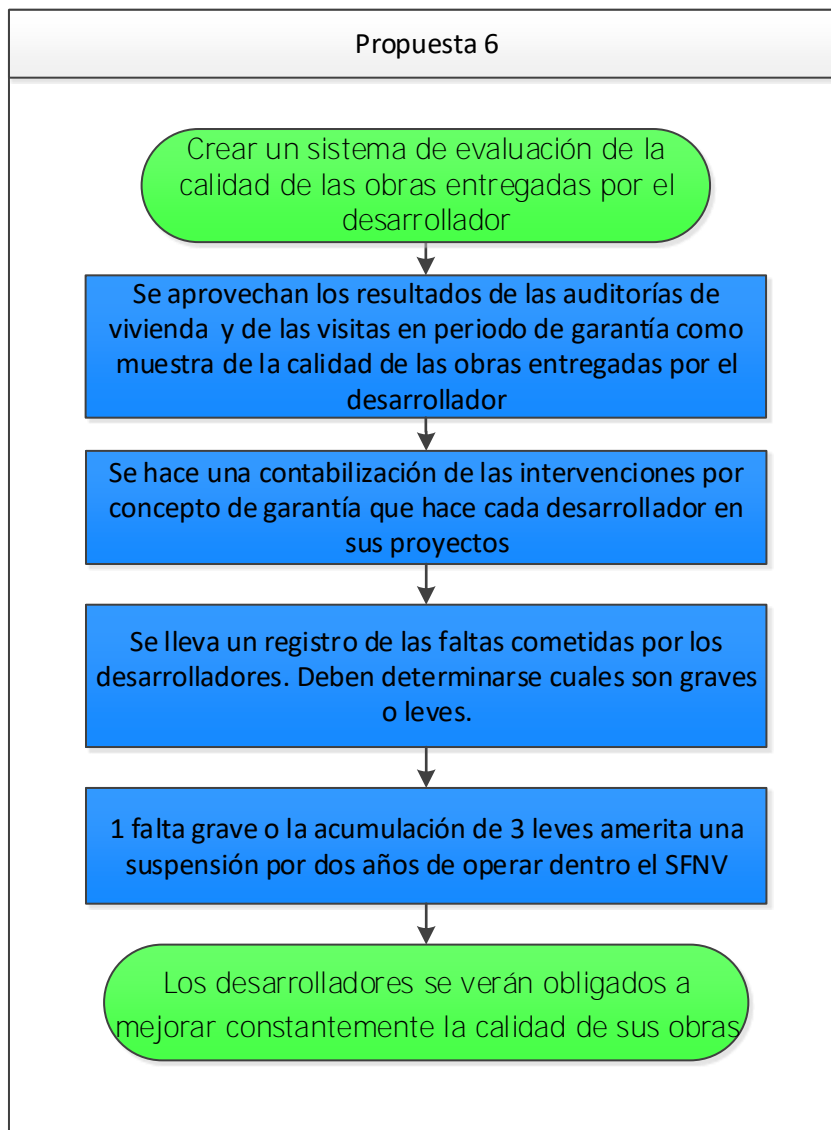 Propuesta 6
Crear un sistema de evaluación de la
calidad de las obras entregadas por el
desarrollador
Se aprovechan los resultados de las auditorías de
vivienda y de las visitas en periodo de garantía como
muestra de la calidad de las obras entregadas por el
desarrollador
Se hace una contabilización de las intervenciones por
concepto de garantía que hace cada desarrollador en
sus proyectos
Se lleva un registro de las faltas cometidas por los
desarrolladores. Deben determinarse cuales son graves
o leves.
1 falta grave o la acumulación de 3 leves amerita una
suspensión por dos años de operar dentro el SFNV
Los desarrolladores se verán obligados a
mejorar constantemente la calidad de sus obras